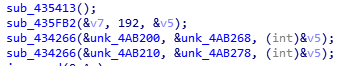 sub_435413();
sub_435FB2(&v7, 192, &v5);
sub_434266(&unk_4AB200, &unk_4AB268, (int)&v5);
sub_434266(&unk_4AB210, &unk_4AB278, (int)&v5);